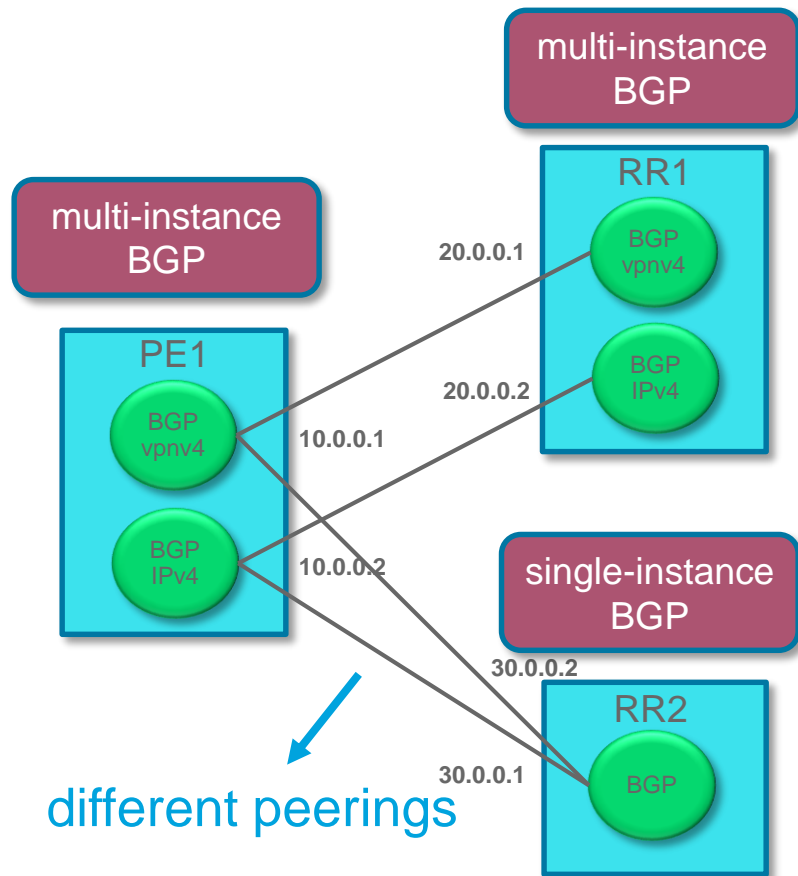 multi-instance
BGP
RR1
BGP
vpnv4
BGP
IPv4
multi-instance
BGP
PE1
BGP
vpnv4
BGP
IPv4
20.0.0.1
20.0.0.2
10.0.0.1
10.0.0.2
single-instance
BGP
30.0.0.2
RR2
30.0.0.1
BGP
different peerings